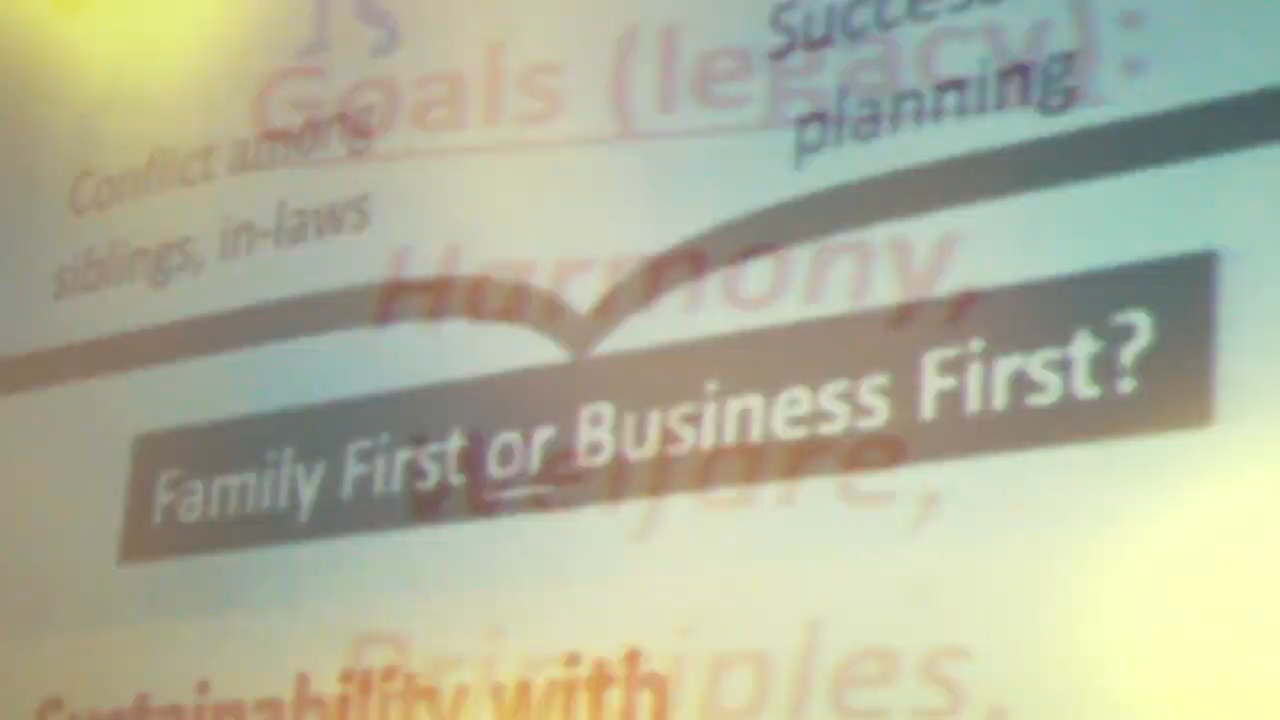 Is
Goals (legacy):
Success
planning
Conflict among
siblings, in-laws
Harmony,
Family First or Business First?
Welfare,
Principles,
Sustainability with